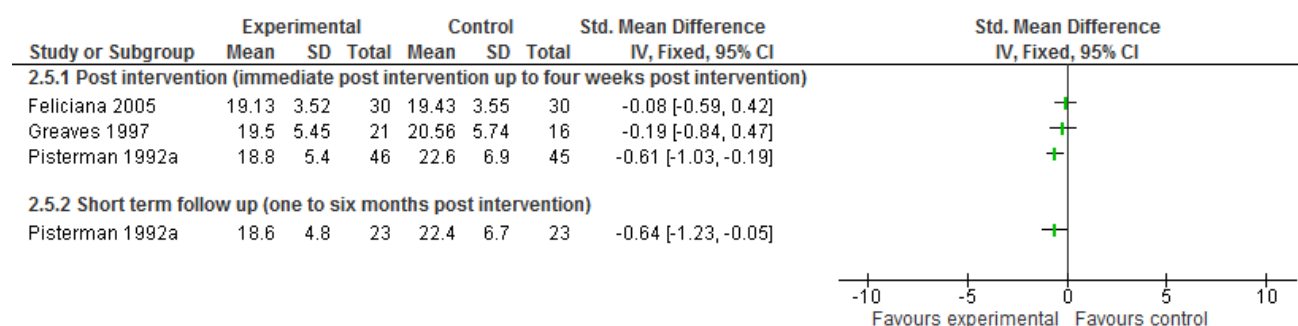 Experimental Control Std. Mean Difference Std. Mean Difference
Study or Subgroup Mean SD Total Mean SD Total IV, Fixed, 95% CI IV, Fixed, 95% CI
2.5.1 Post intervention (immediate post intervention up to four weeks post intervention)
Feliciana 2005 19.13 3.52 30 19.43 3.55 30 -0.08 [-0.59, 0.42]
Greaves 1997 19.5 5.45 21 20.56 5.74 16 -0.19 [-0.84, 0.47]
Pisterman 1992a 18.8 5.4 46 22.6 6.9 45 -0.61 [-1.03, -0.19]
2.5.2 Short term follow up (one to six months post intervention)
Pisterman 1992a 18.6 4.8 23 22.4 6.7 23 -0.64 [-1.23, -0.05]
-10 -5 0 5 10
Favours experimental Favours control